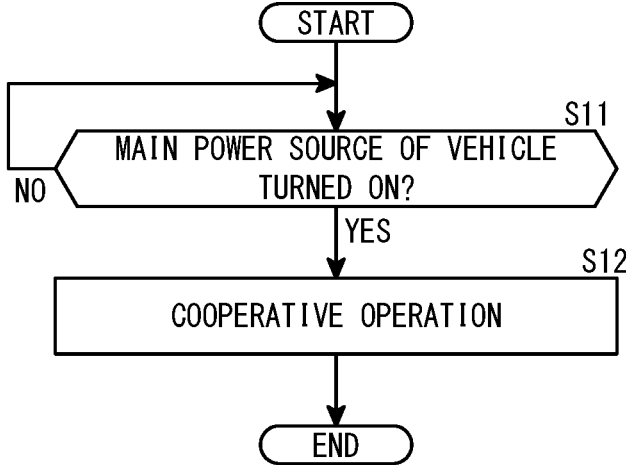 START
S11
MAIN POWER SOURCE OF VEHICLE
TURNED ON?
NO
YES
S12
COOPERATIVE OPERATION
END